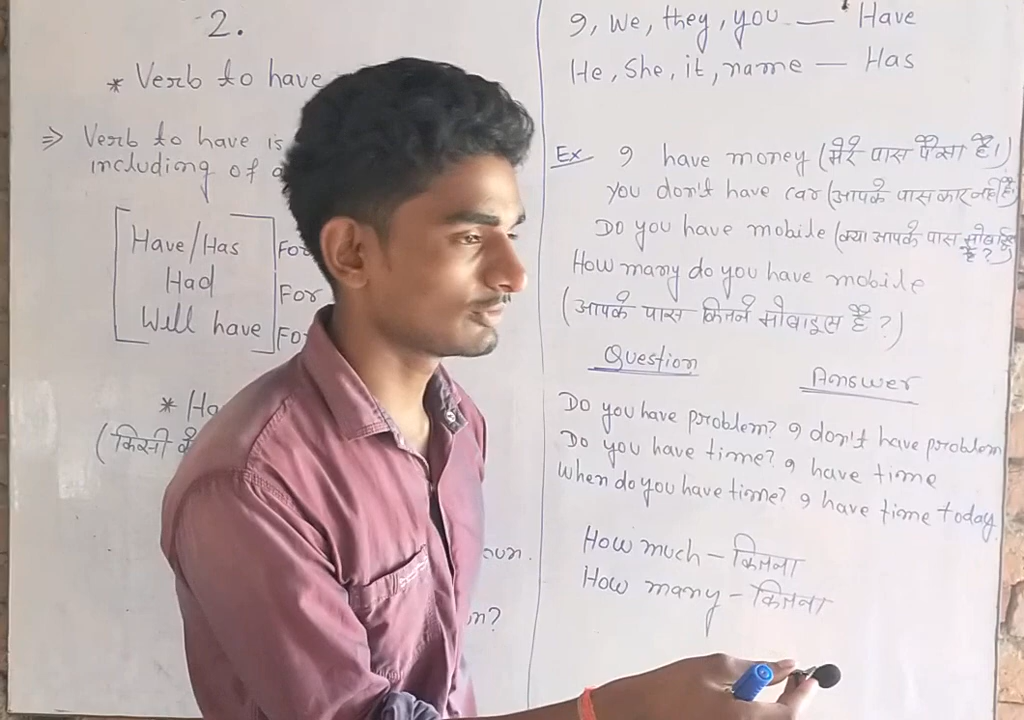 2.
* Verb to have
⇒ Verb to have is
including of
Have/Has
Had
Will have
For
For
* Ha
(किसी
oun.
n?
9, we, they, you — Have
He, She, it, name — Has
Ex 9 have money (मेरे पास पैसा है।)
you don't have car (आपके पास कार नहीं है।
Do you have mobile (क्या आपके पास मोबाईल
है?)
How many do you have mobile
(आपके पास कितने मोबाइल है?)
Question Answer
Do you have problem? 9 don't have problem
Do you have time? 9 have time
When do you have time? 9 have time today.
How much – कितना
How many – कितना